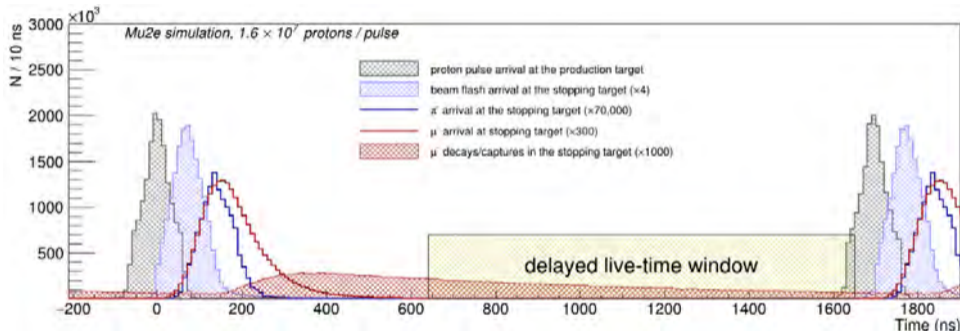 3000 ×10³
Mu2e simulation, 1.6 × 10⁷ protons / pulse
N / 10 ns
2500
2000
1500
1000
500
proton pulse arrival at the production target
beam flash arrival at the stopping target (×4)
π⁻ arrival at the stopping target (×70,000)
μ⁻ arrival at stopping target (×300)
μ⁻ decays/captures in the stopping target (×1000)
delayed live-time window
−200 0 200 400 600 800 1000 1200 1400 1600 1800
Time (ns)